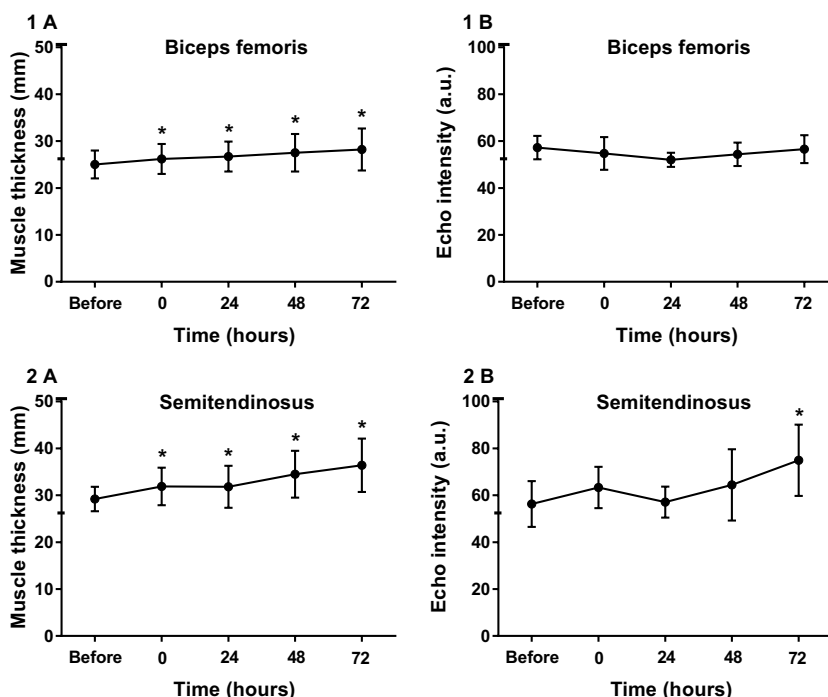 1 A
Biceps femoris
Muscle thickness (mm)
50
40
30
20
10
0
* * * *
Before 0 24 48 72
Time (hours)
1 B
Biceps femoris
Echo intensity (a.u.)
100
80
60
40
20
0
Before 0 24 48 72
Time (hours)
2 A
Semitendinosus
Muscle thickness (mm)
50
40
30
20
10
0
* * * *
Before 0 24 48 72
Time (hours)
2 B
Semitendinosus
Echo intensity (a.u.)
100
80
60
40
20
0
*
Before 0 24 48 72
Time (hours)